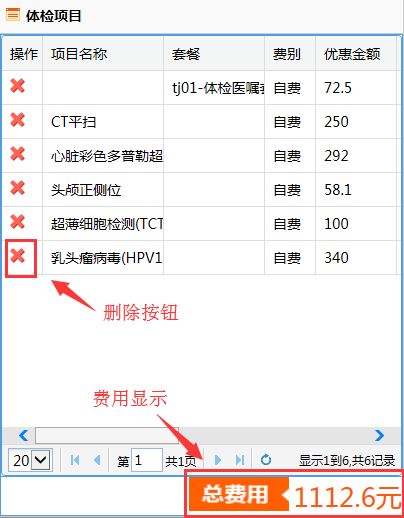 体检项目
操作 项目名称 套餐 费别 优惠金额
tj01-体检医嘱套 自费 72.5
CT平扫 自费 250
心脏彩色多普勒超 自费 292
头颅正侧位 自费 58.1
超薄细胞检测(TCT 自费 100
乳头瘤病毒(HPV1 自费 340
删除按钮
费用显示
20 第 1 共1页 显示1到6,共6记录
总费用 1112.6元